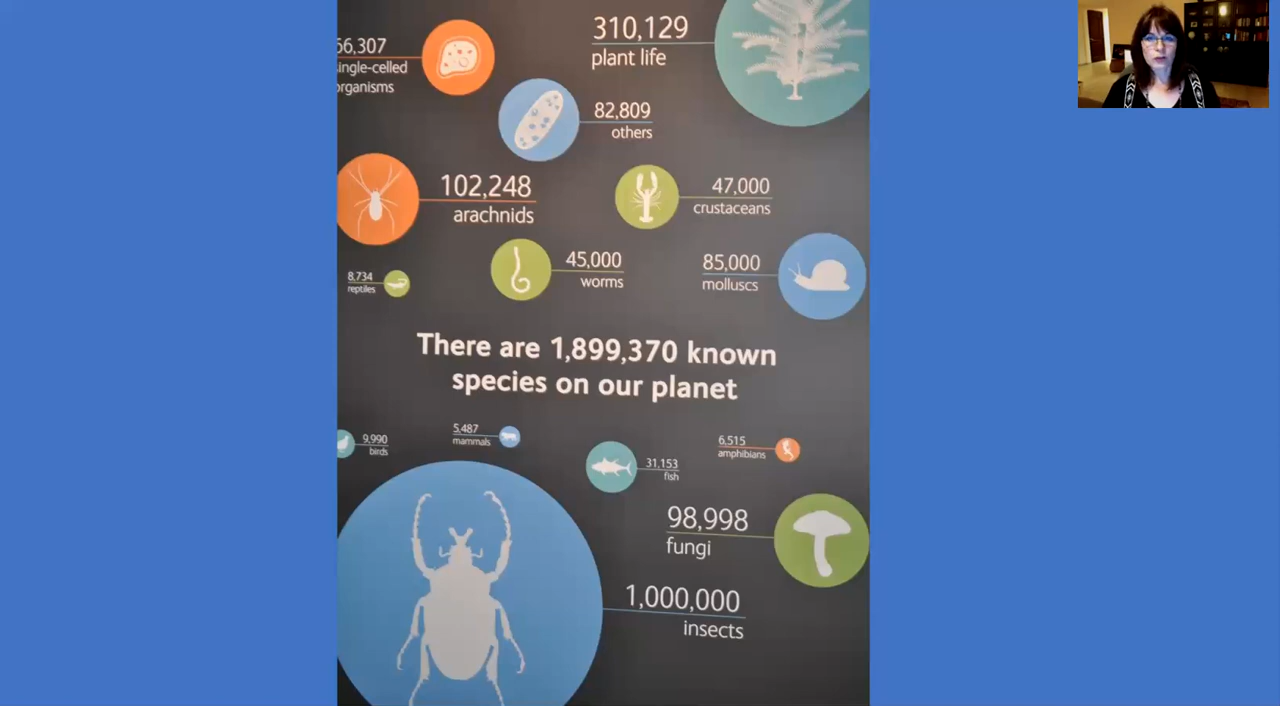 56,307
ingle-celled
organisms
310,129
plant life
82,809
others
102,248
arachnids
47,000
crustaceans
8,734
reptiles
45,000
worms
85,000
molluscs
There are 1,899,370 known
species on our planet
9,990
birds
5,487
mammals
31,153
fish
6,515
amphibians
98,998
fungi
1,000,000
insects